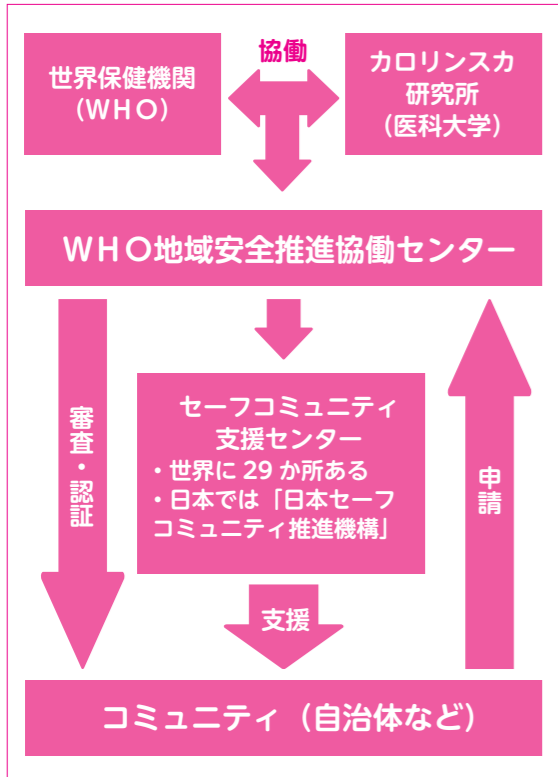 協働
世界保健機関
（ＷＨＯ）
カロリンスカ
研究所
（医科大学）
ＷＨＯ地域安全推進協働センター
審査・認証
セーフコミュニティ
支援センター
・世界に 29 か所ある
・日本では「日本セーフ
コミュニティ推進機構」
申請
支援
コミュニティ（自治体など）